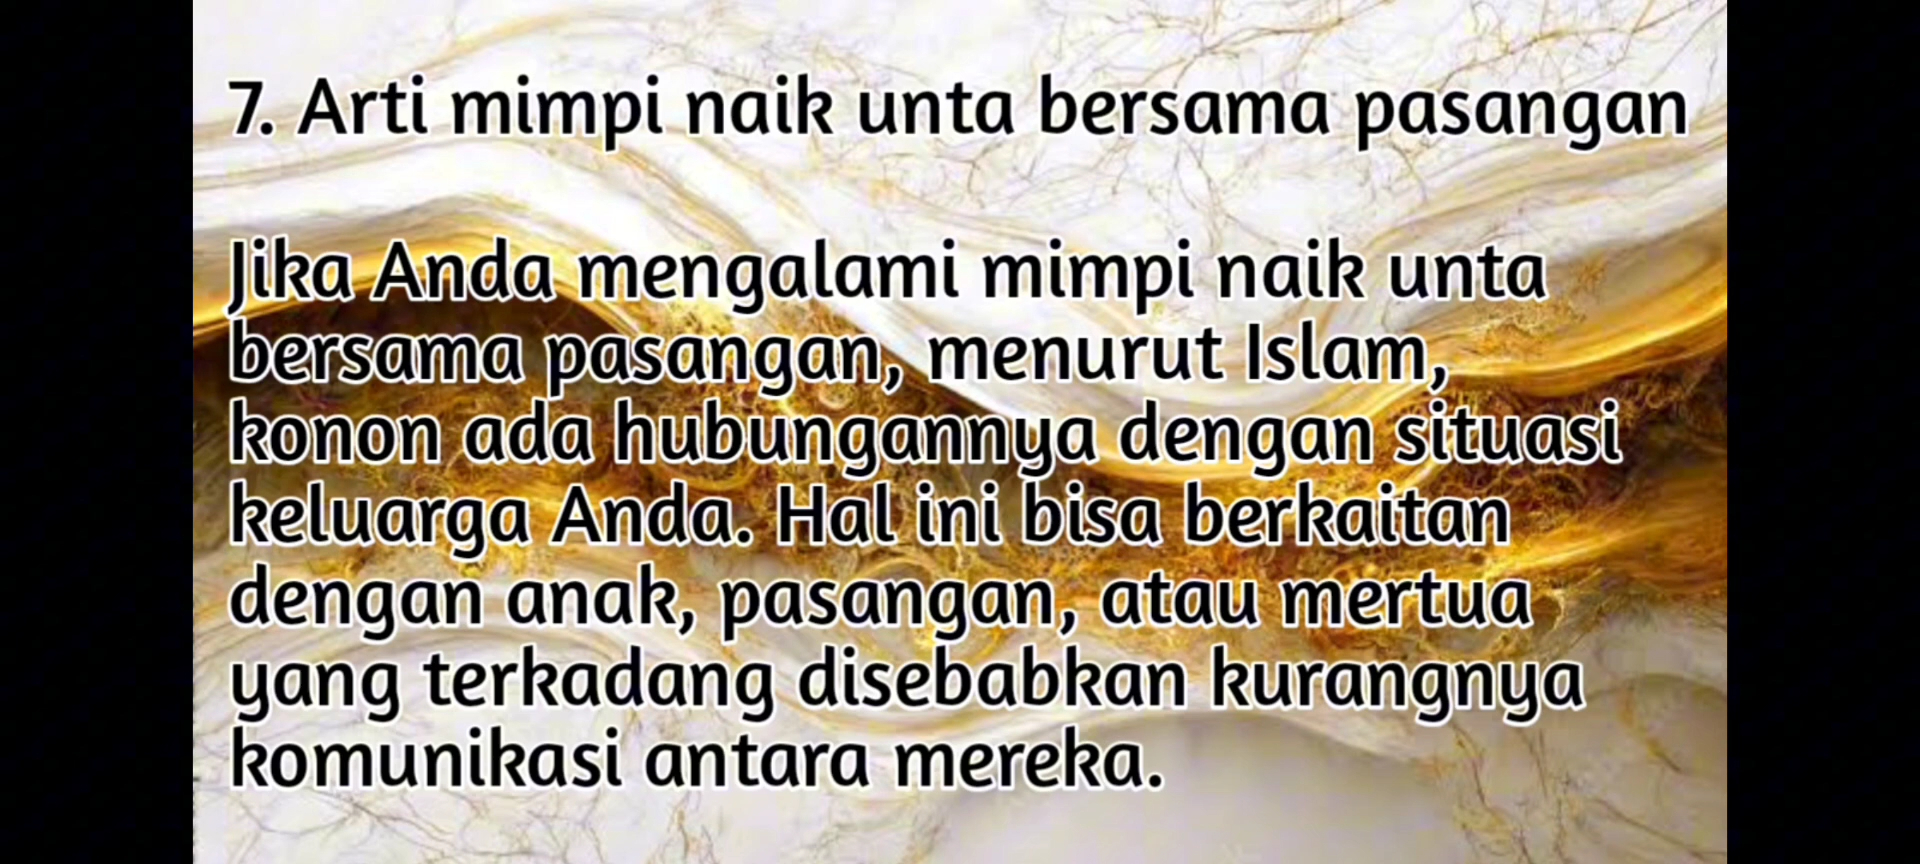 7. Arti mimpi naik unta bersama pasangan
Jika Anda mengalami mimpi naik unta
bersama pasangan, menurut Islam,
konon ada hubungannya dengan situasi
keluarga Anda. Hal ini bisa berkaitan
dengan anak, pasangan, atau mertua
yang terkadang disebabkan kurangnya
komunikasi antara mereka.